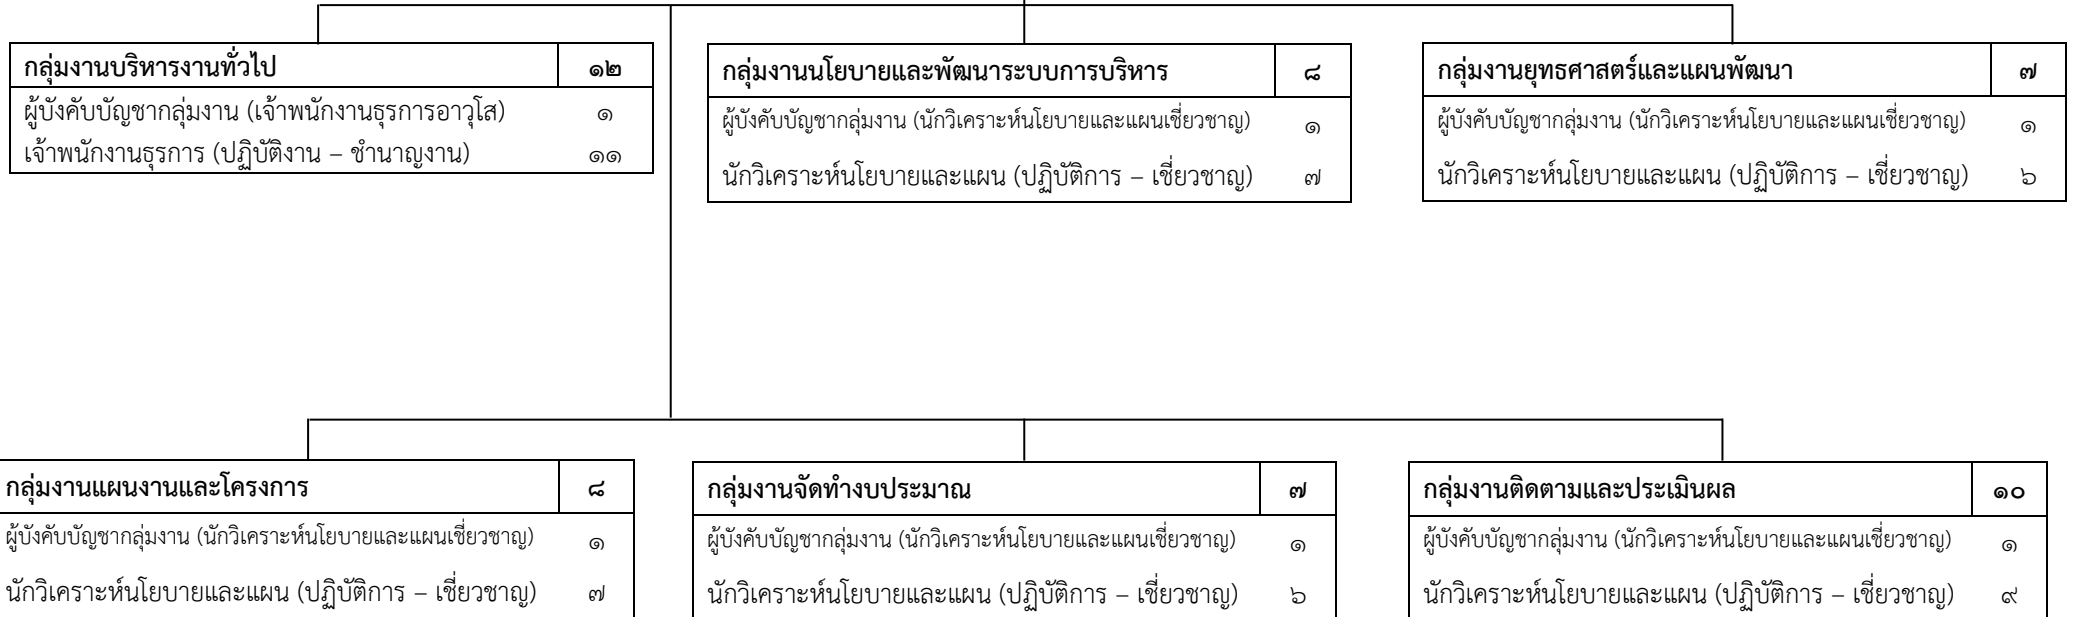 กลุ่มงานบริหารงานทั่วไป ๑๒
ผู้บังคับบัญชากลุ่มงาน (เจ้าพนักงานธุรการอาวุโส) ๑
เจ้าพนักงานธุรการ (ปฏิบัติงาน – ชำนาญงาน) ๑๑
กลุ่มงานนโยบายและพัฒนาระบบการบริหาร ๘
ผู้บังคับบัญชากลุ่มงาน (นักวิเคราะห์นโยบายและแผนเชี่ยวชาญ) ๑
นักวิเคราะห์นโยบายและแผน (ปฏิบัติการ – เชี่ยวชาญ) ๗
กลุ่มงานยุทธศาสตร์และแผนพัฒนา ๗
ผู้บังคับบัญชากลุ่มงาน (นักวิเคราะห์นโยบายและแผนเชี่ยวชาญ) ๑
นักวิเคราะห์นโยบายและแผน (ปฏิบัติการ – เชี่ยวชาญ) ๖
กลุ่มงานแผนงานและโครงการ ๘
ผู้บังคับบัญชากลุ่มงาน (นักวิเคราะห์นโยบายและแผนเชี่ยวชาญ) ๑
นักวิเคราะห์นโยบายและแผน (ปฏิบัติการ – เชี่ยวชาญ) ๗
กลุ่มงานจัดทำงบประมาณ ๗
ผู้บังคับบัญชากลุ่มงาน (นักวิเคราะห์นโยบายและแผนเชี่ยวชาญ) ๑
นักวิเคราะห์นโยบายและแผน (ปฏิบัติการ – เชี่ยวชาญ) ๖
กลุ่มงานติดตามและประเมินผล ๑๐
ผู้บังคับบัญชากลุ่มงาน (นักวิเคราะห์นโยบายและแผนเชี่ยวชาญ) ๑
นักวิเคราะห์นโยบายและแผน (ปฏิบัติการ – เชี่ยวชาญ) ๙